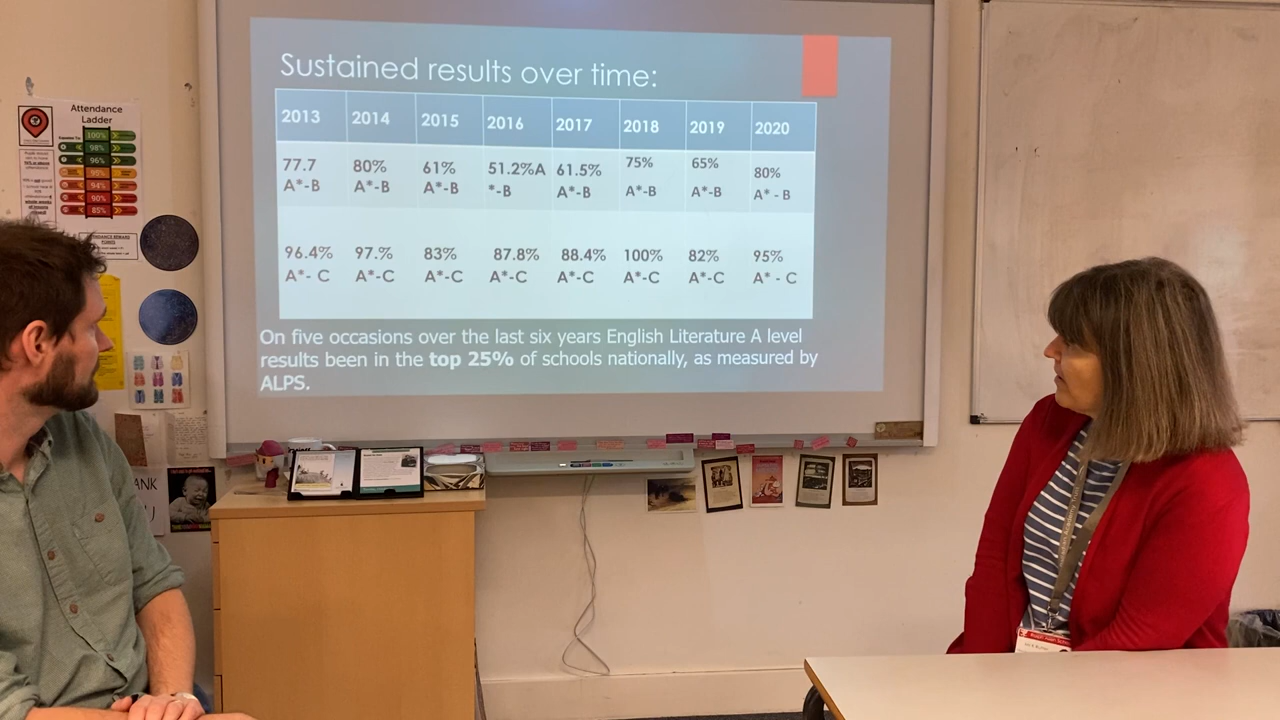 Sustained results over time:
2013 2014 2015 2016 2017 2018 2019 2020
77.7 80% 61% 51.2%A 61.5% 75% 65% 80%
A*-B A*-B A*-B *-B A*-B A*-B A*-B A* - B
96.4% 97.% 83% 87.8% 88.4% 100% 82% 95%
A*- C A*-C A*-C A*-C A*-C A*-C A*-C A* - C
On five occasions over the last six years English Literature A level
results been in the top 25% of schools nationally, as measured by
ALPS.
Attendance
Ladder
100%
98%
96%
95%
94%
90%
85%